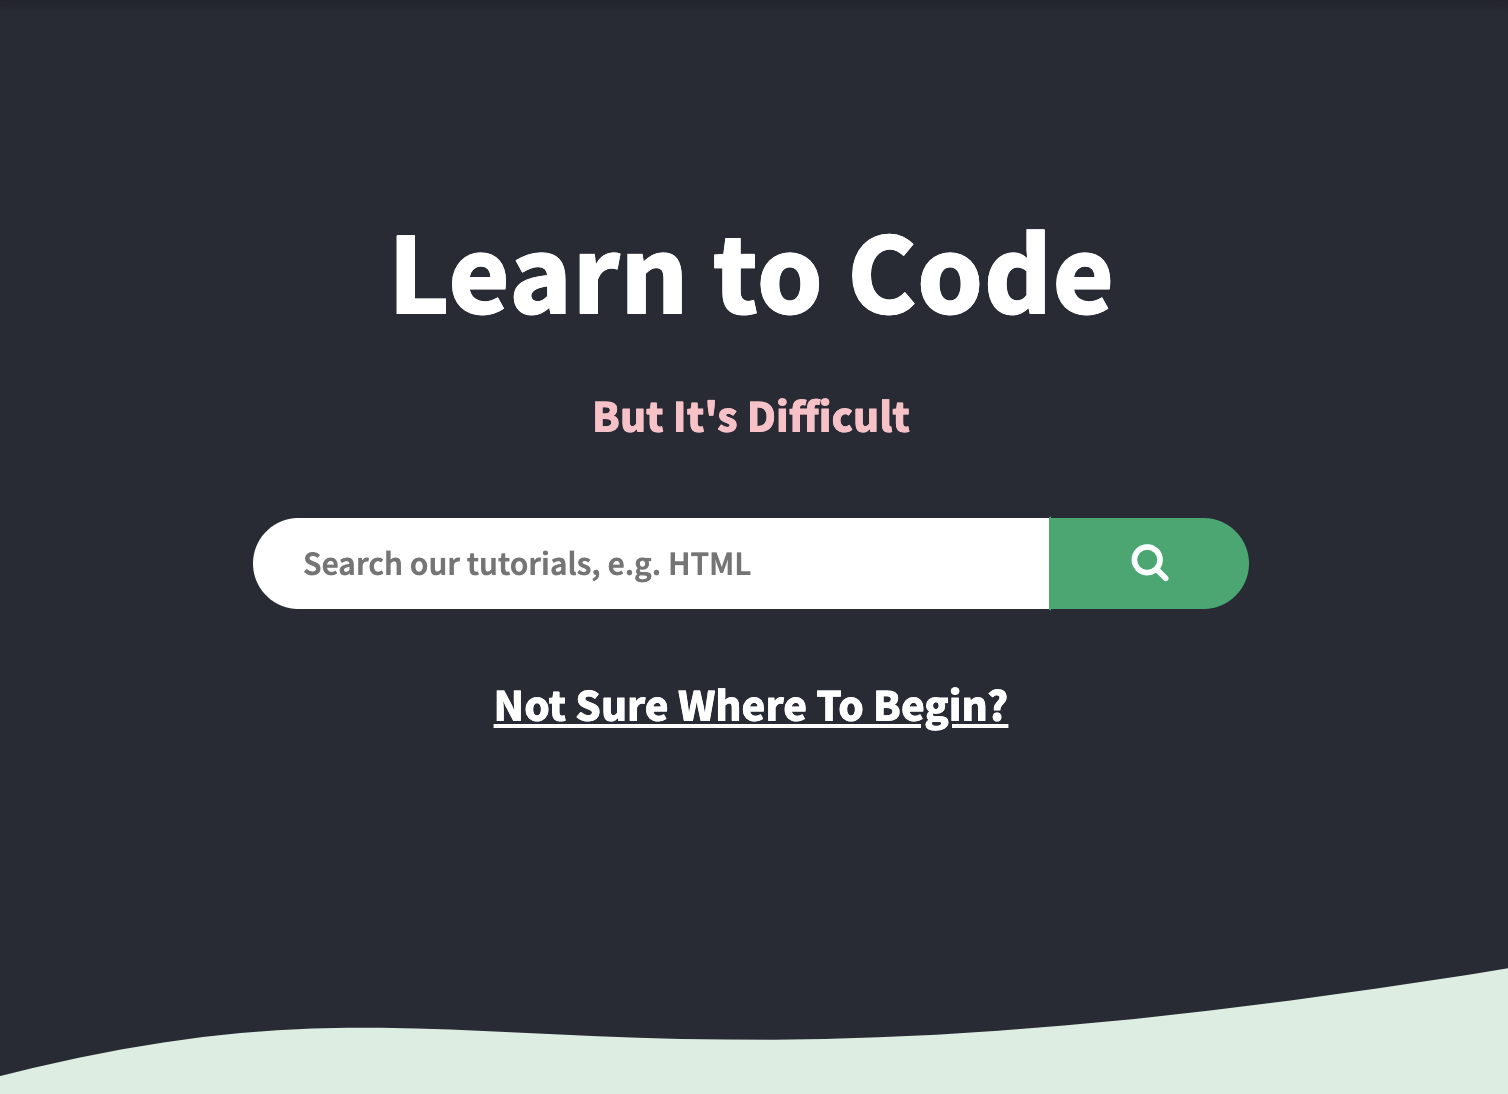 Learn to Code
But It's Difficult
Search our tutorials, e.g. HTML
Not Sure Where To Begin?